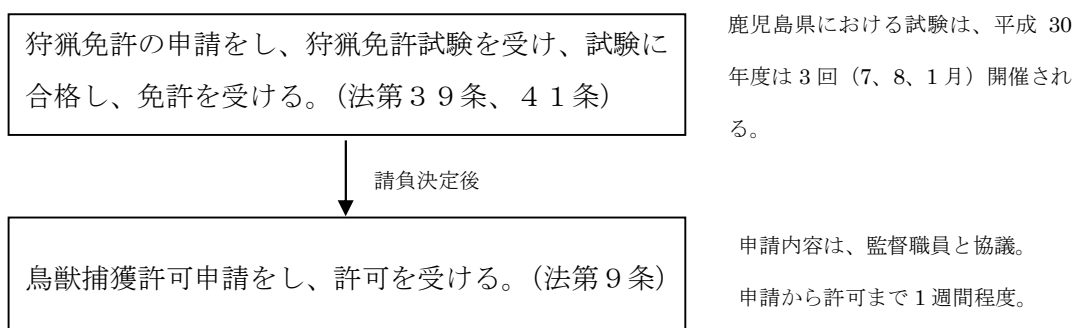 狩猟免許の申請をし、狩猟免許試験を受け、試験に
合格し、免許を受ける。（法第３９条、４１条）
鹿児島県における試験は、平成 30
年度は 3 回（7、8、1 月）開催され
る。
請負決定後
鳥獣捕獲許可申請をし、許可を受ける。（法第９条）
申請内容は、監督職員と協議。
申請から許可まで 1 週間程度。